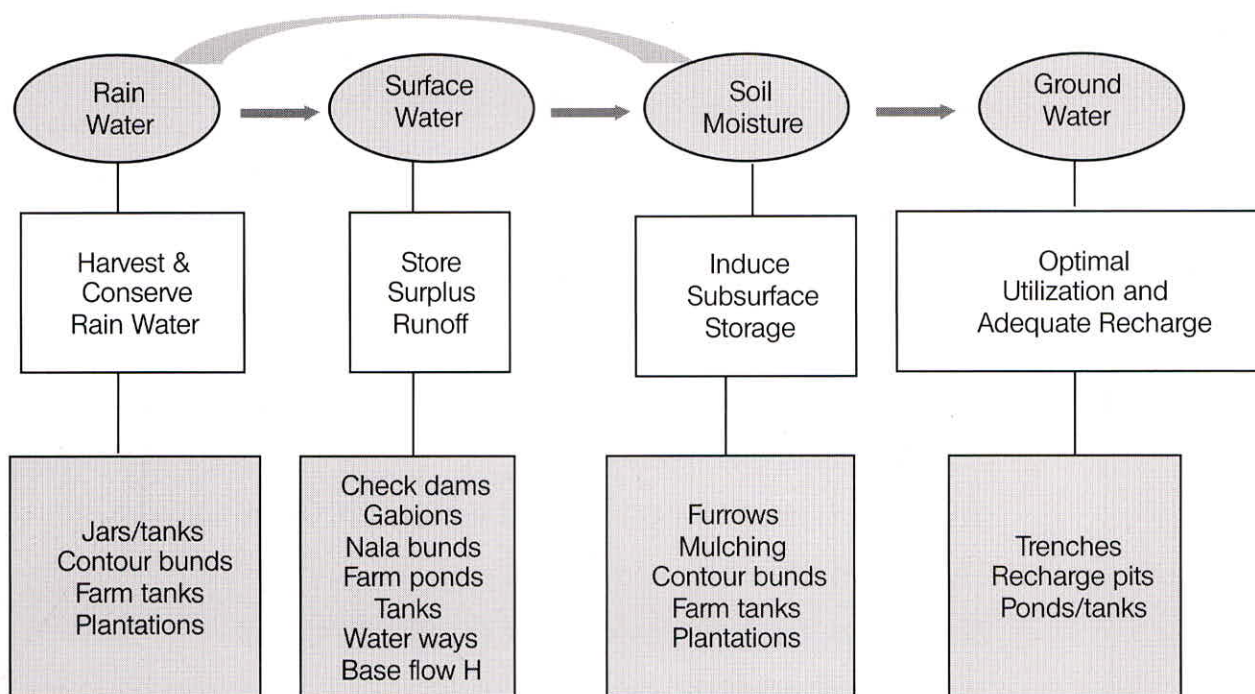 Rain
Water
Surface
Water
Soil
Moisture
Ground
Water
Harvest &
Conserve
Rain Water
Store
Surplus
Runoff
Induce
Subsurface
Storage
Optimal
Utilization and
Adequate Recharge
Jars/tanks
Contour bunds
Farm tanks
Plantations
Check dams
Gabions
Nala bunds
Farm ponds
Tanks
Water ways
Base flow H
Furrows
Mulching
Contour bunds
Farm tanks
Plantations
Trenches
Recharge pits
Ponds/tanks